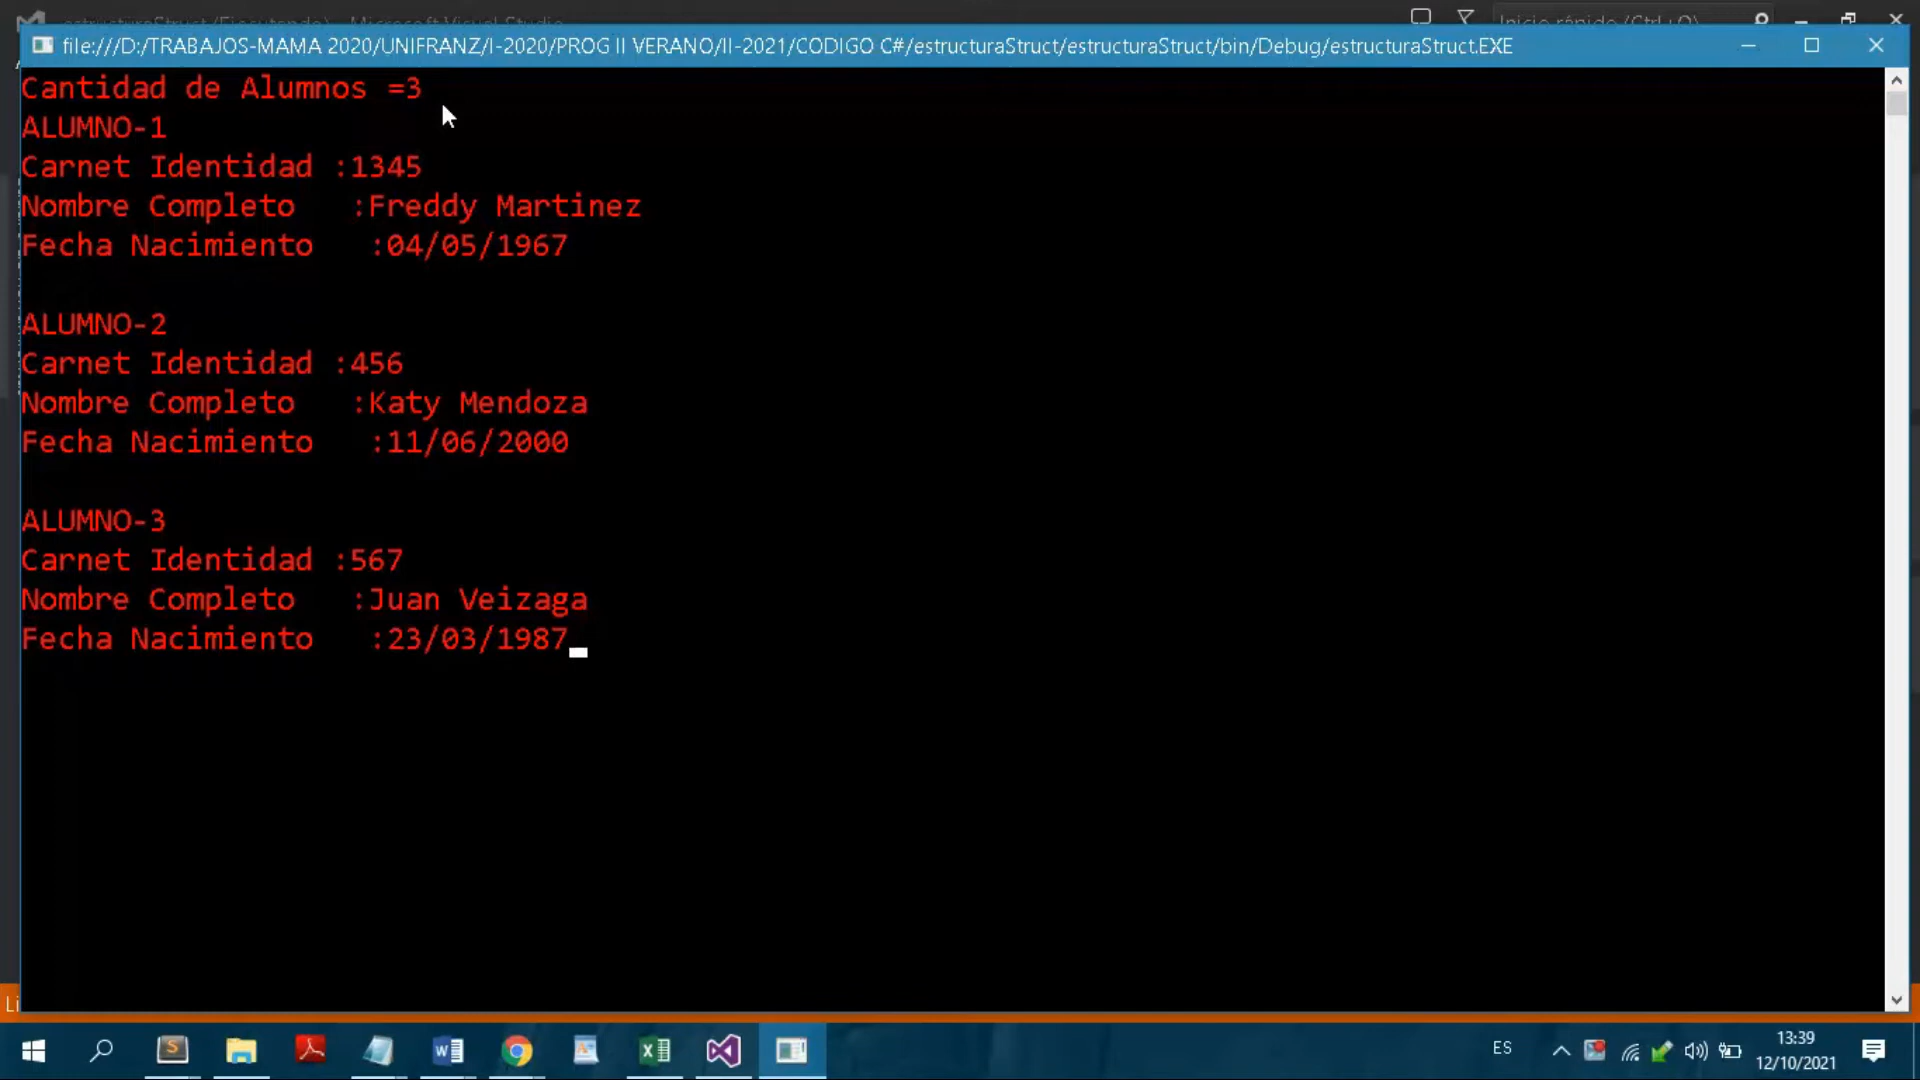 file:///D:/TRABAJOS-MAMA 2020/UNIFRANZ/I-2020/PROG II VERANO/II-2021/CODIGO C#/estructuraStruct/estructuraStruct/bin/Debug/estructuraStruct.EXE
Cantidad de Alumnos =3
ALUMNO-1
Carnet Identidad :1345
Nombre Completo   :Freddy Martinez
Fecha Nacimiento   :04/05/1967
ALUMNO-2
Carnet Identidad :456
Nombre Completo   :Katy Mendoza
Fecha Nacimiento   :11/06/2000
ALUMNO-3
Carnet Identidad :567
Nombre Completo   :Juan Veizaga
Fecha Nacimiento   :23/03/1987
Li
ES
13:39
12/10/2021